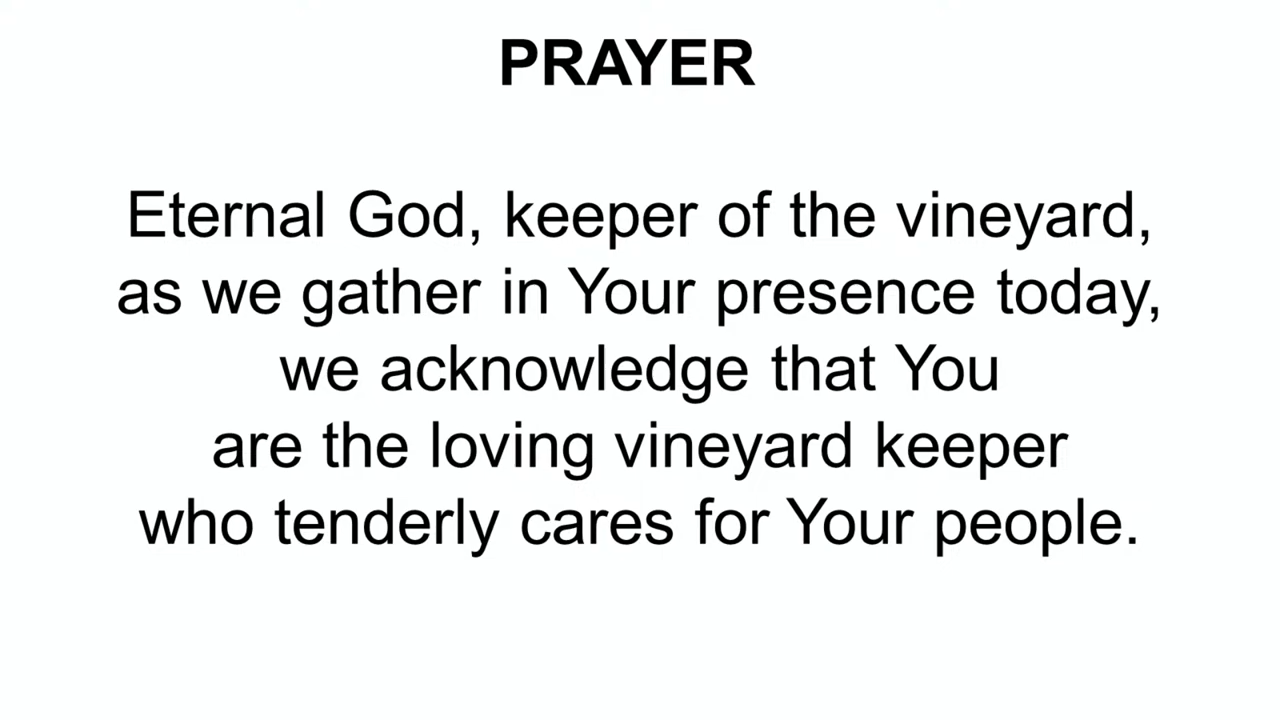 PRAYER
Eternal God, keeper of the vineyard,
as we gather in Your presence today,
we acknowledge that You
are the loving vineyard keeper
who tenderly cares for Your people.